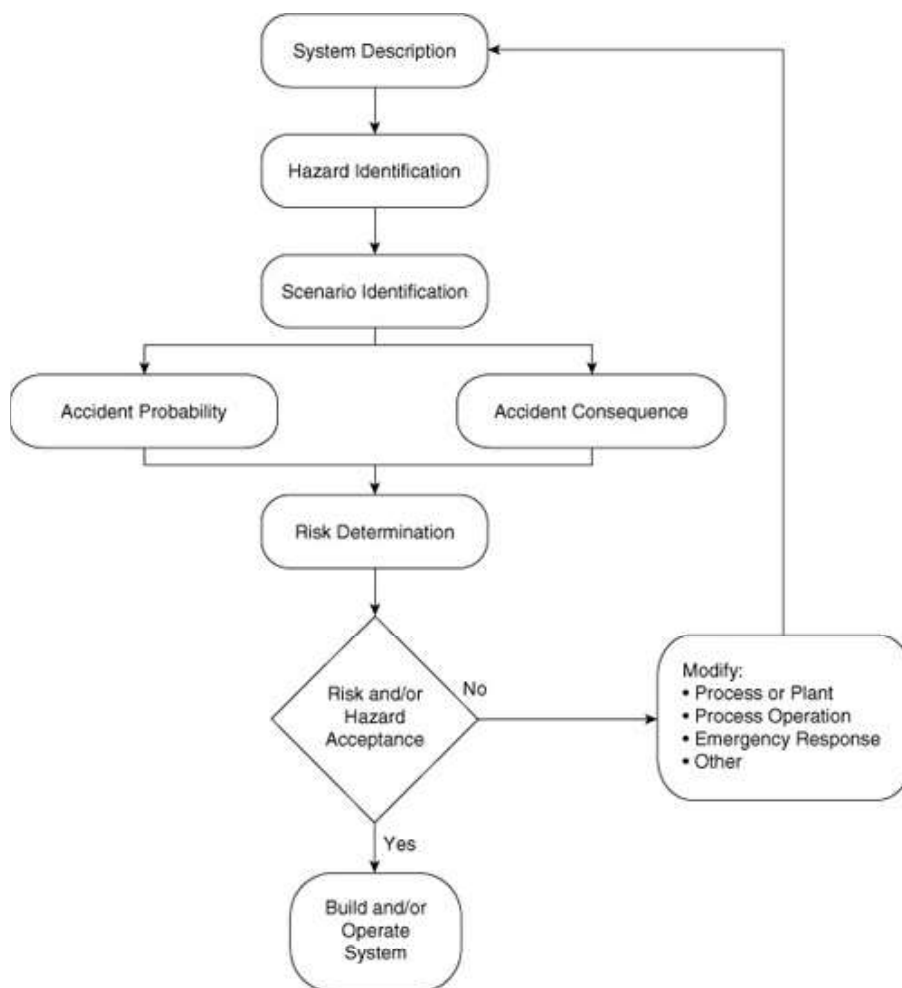 System Description
Hazard Identification
Scenario Identification
Accident Probability
Accident Consequence
Risk Determination
Risk and/or
Hazard
Acceptance
No
Modify:
• Process or Plant
• Process Operation
• Emergency Response
• Other
Yes
Build and/or
Operate
System